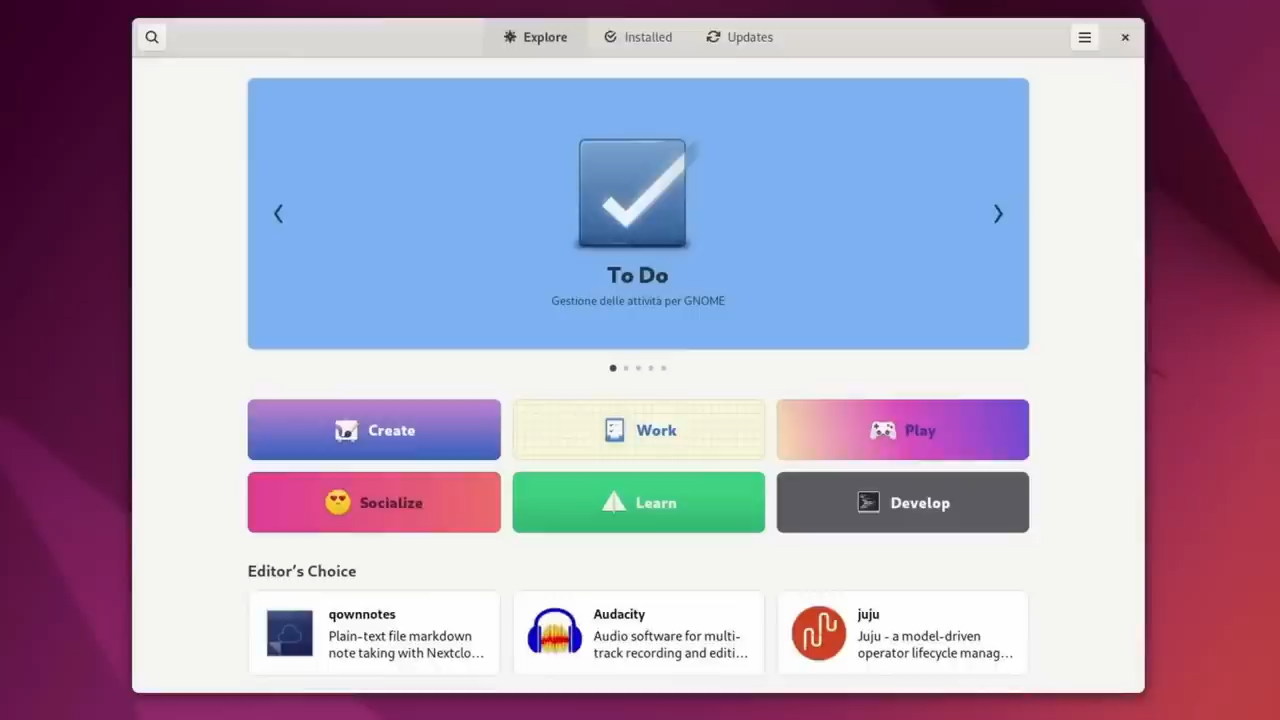 Explore Installed Updates
To Do
Gestione delle attività per GNOME
Create Work Play
Socialize Learn Develop
Editor's Choice
qownnotes
Plain-text file markdown
note taking with Nextclo...
Audacity
Audio software for multi-
track recording and editi...
juju
Juju - a model-driven
operator lifecycle manag...